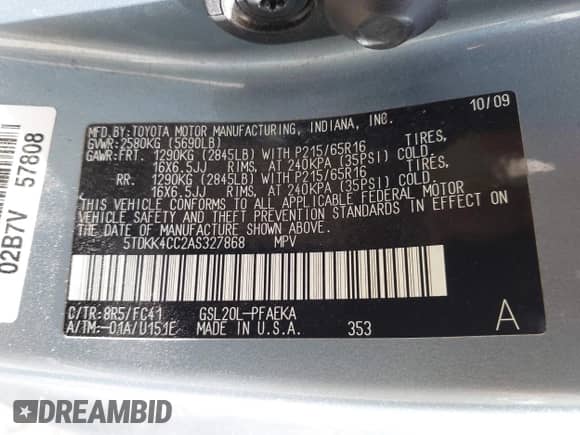 10/09
MFD.BY:TOYOTA MOTOR MANUFACTURING, INDIANA, INC.
GVWR:2580KG (5690LB)
GAWR:FRT. 1290KG (2845LB) WITH P215/65R16 TIRES,
16X6.5JJ RIMS, AT 240KPA (35PSI) COLD.
RR. 1290KG (2845LB) WITH P215/65R16 TIRES,
16X6.5JJ RIMS, AT 240KPA (35PSI) COLD.
THIS VEHICLE CONFORMS TO ALL APPLICABLE FEDERAL MOTOR
VEHICLE SAFETY AND THEFT PREVENTION STANDARDS IN EFFECT ON
THE DATE OF MANUFACTURE SHOWN ABOVE.
5TDKK4CC2AS327868 MPV
C/TR:8R5/FC41 GSL20L-PFAEKA
A/TM:-01A/U151E MADE IN U.S.A. 353 A
02B7V 57808
DREAMBID